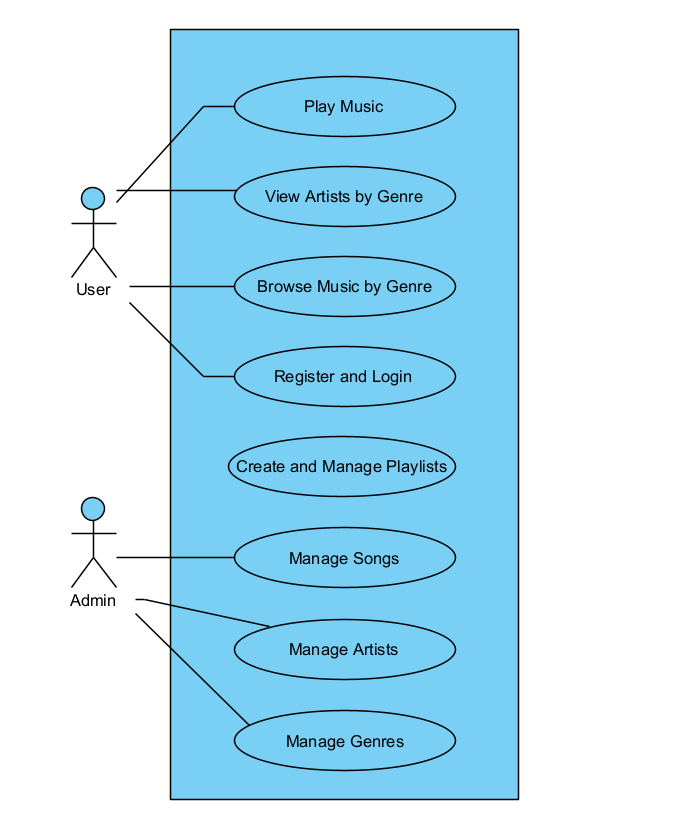 Play Music
View Artists by Genre
User
Browse Music by Genre
Register and Login
Create and Manage Playlists
Admin
Manage Songs
Manage Artists
Manage Genres